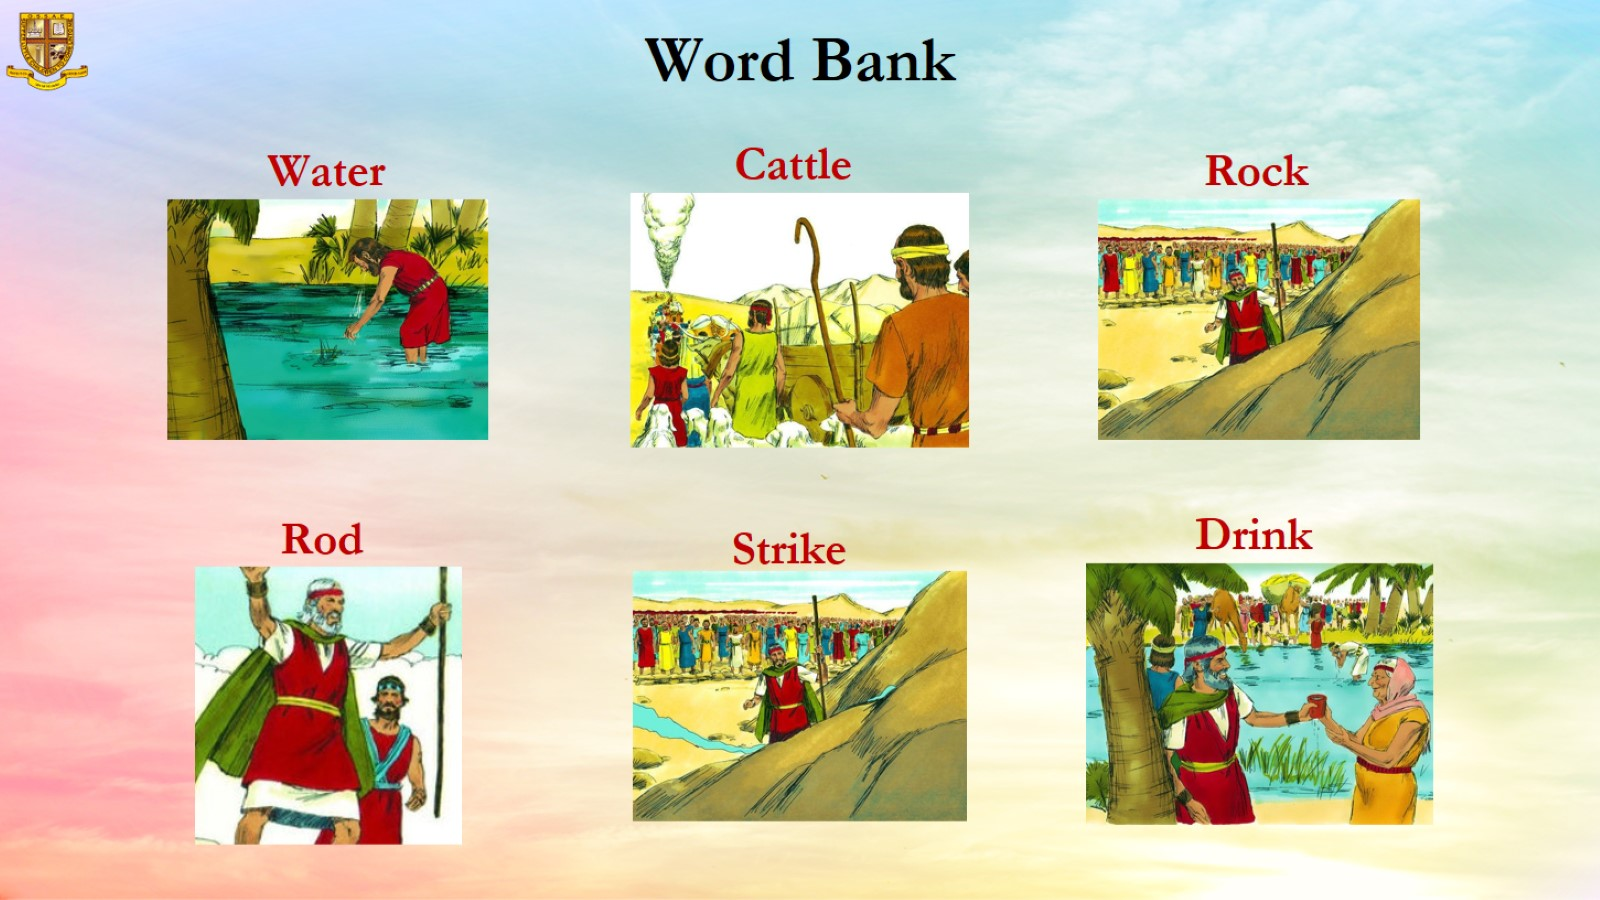 Word Bank
Water
Cattle
Rock
Rod
Strike
Drink